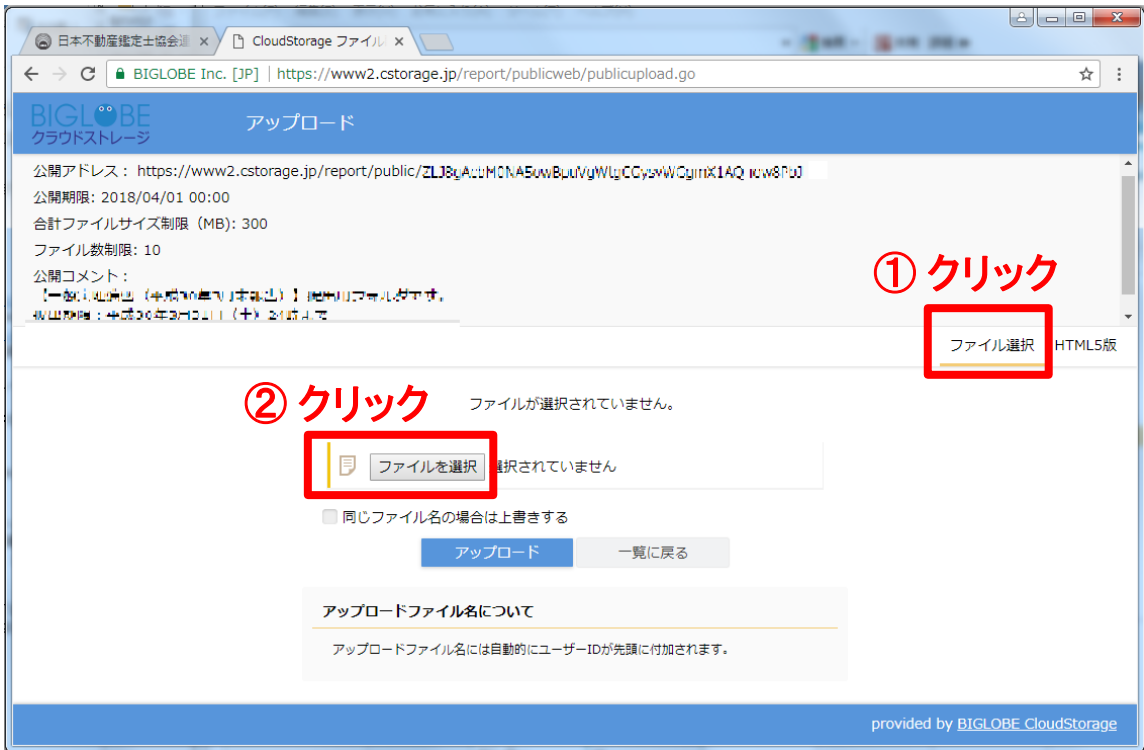 日本不動産鑑定士協会連
CloudStorage ファイル
BIGLOBE Inc. [JP] | https://www2.cstorage.jp/report/publicweb/publicupload.go
BIGLOBE
クラウドストレージ
アップロード
公開アドレス： https://www2.cstorage.jp/report/public/
公開期限: 2018/04/01 00:00
合計ファイルサイズ制限（MB): 300
ファイル数制限: 10
公開コメント：
① クリック
ファイル選択 HTML5版
② クリック
ファイルが選択されていません。
ファイルを選択 選択されていません
同じファイル名の場合は上書きする
アップロード 一覧に戻る
アップロードファイル名について
アップロードファイル名には自動的にユーザーIDが先頭に付加されます。
provided by BIGLOBE CloudStorage